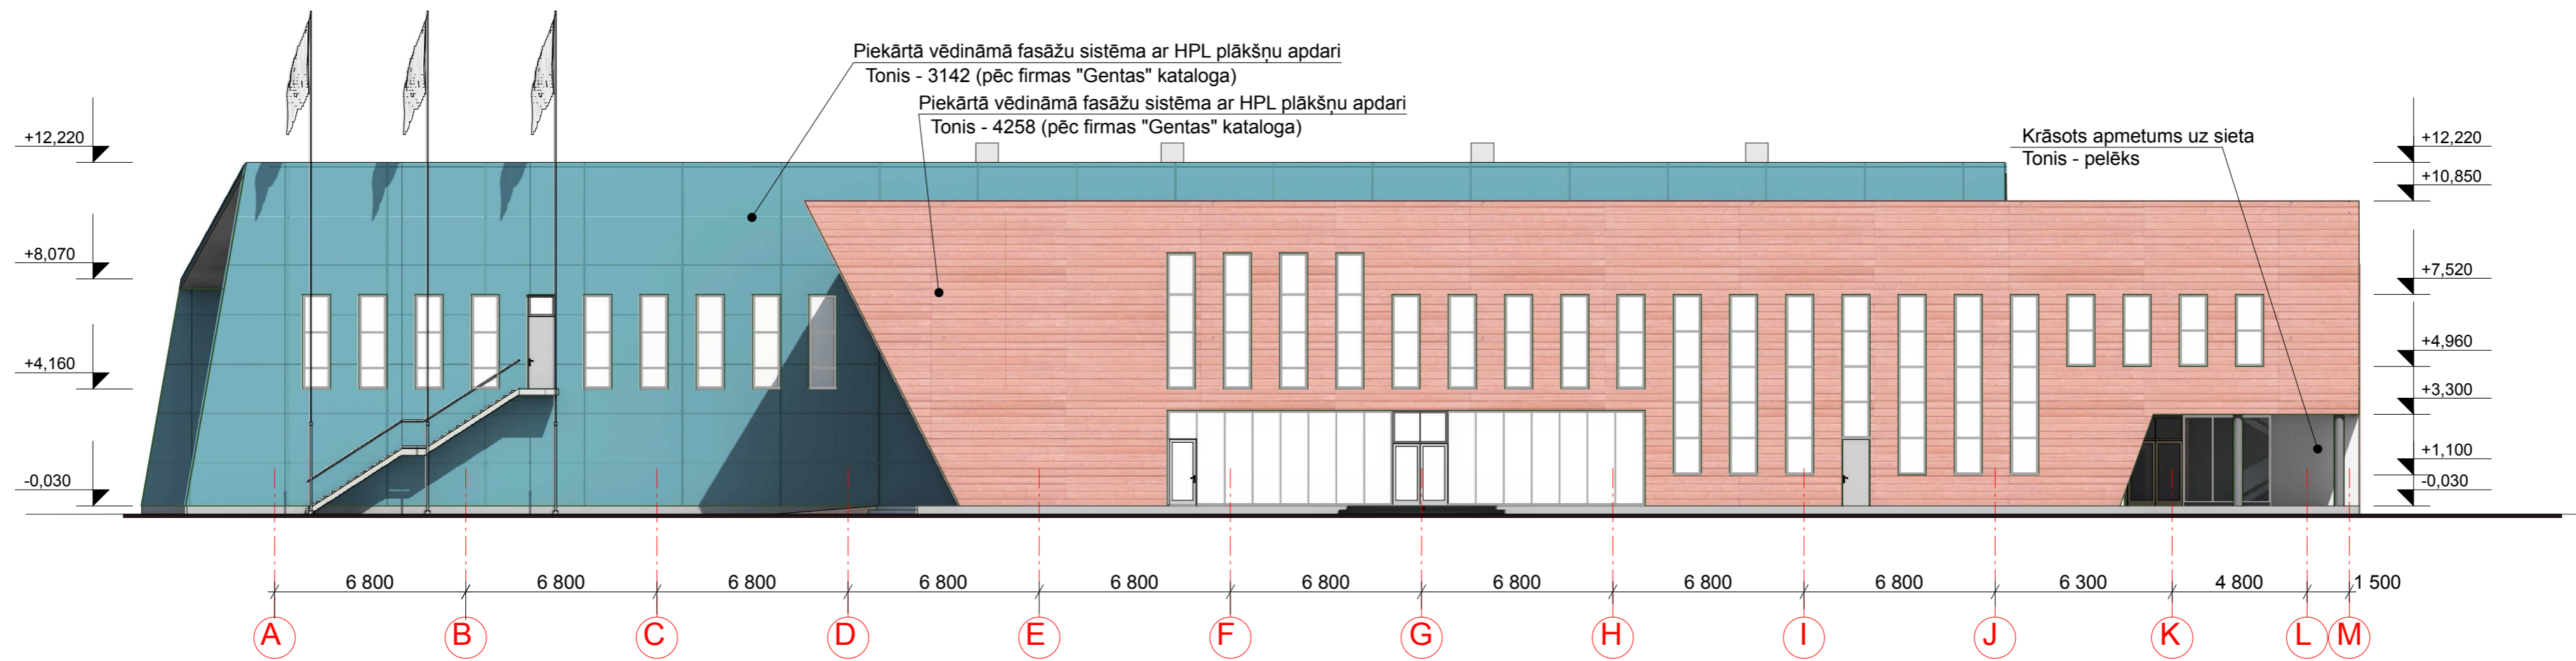 Piekārtā vēdināmā fasāžu sistēma ar HPL plākšņu apdari
Tonis - 3142 (pēc firmas "Gentas" kataloga)
Piekārtā vēdināmā fasāžu sistēma ar HPL plākšņu apdari
Tonis - 4258 (pēc firmas "Gentas" kataloga)
Krāsots apmetums uz sieta
Tonis - pelēks
+12,220
+8,070
+4,160
-0,030
+12,220
+10,850
+7,520
+4,960
+3,300
+1,100
-0,030
6 800 6 800 6 800 6 800 6 800 6 800 6 800 6 800 6 800 6 300 4 800 1 500
A B C D E F G H I J K L M